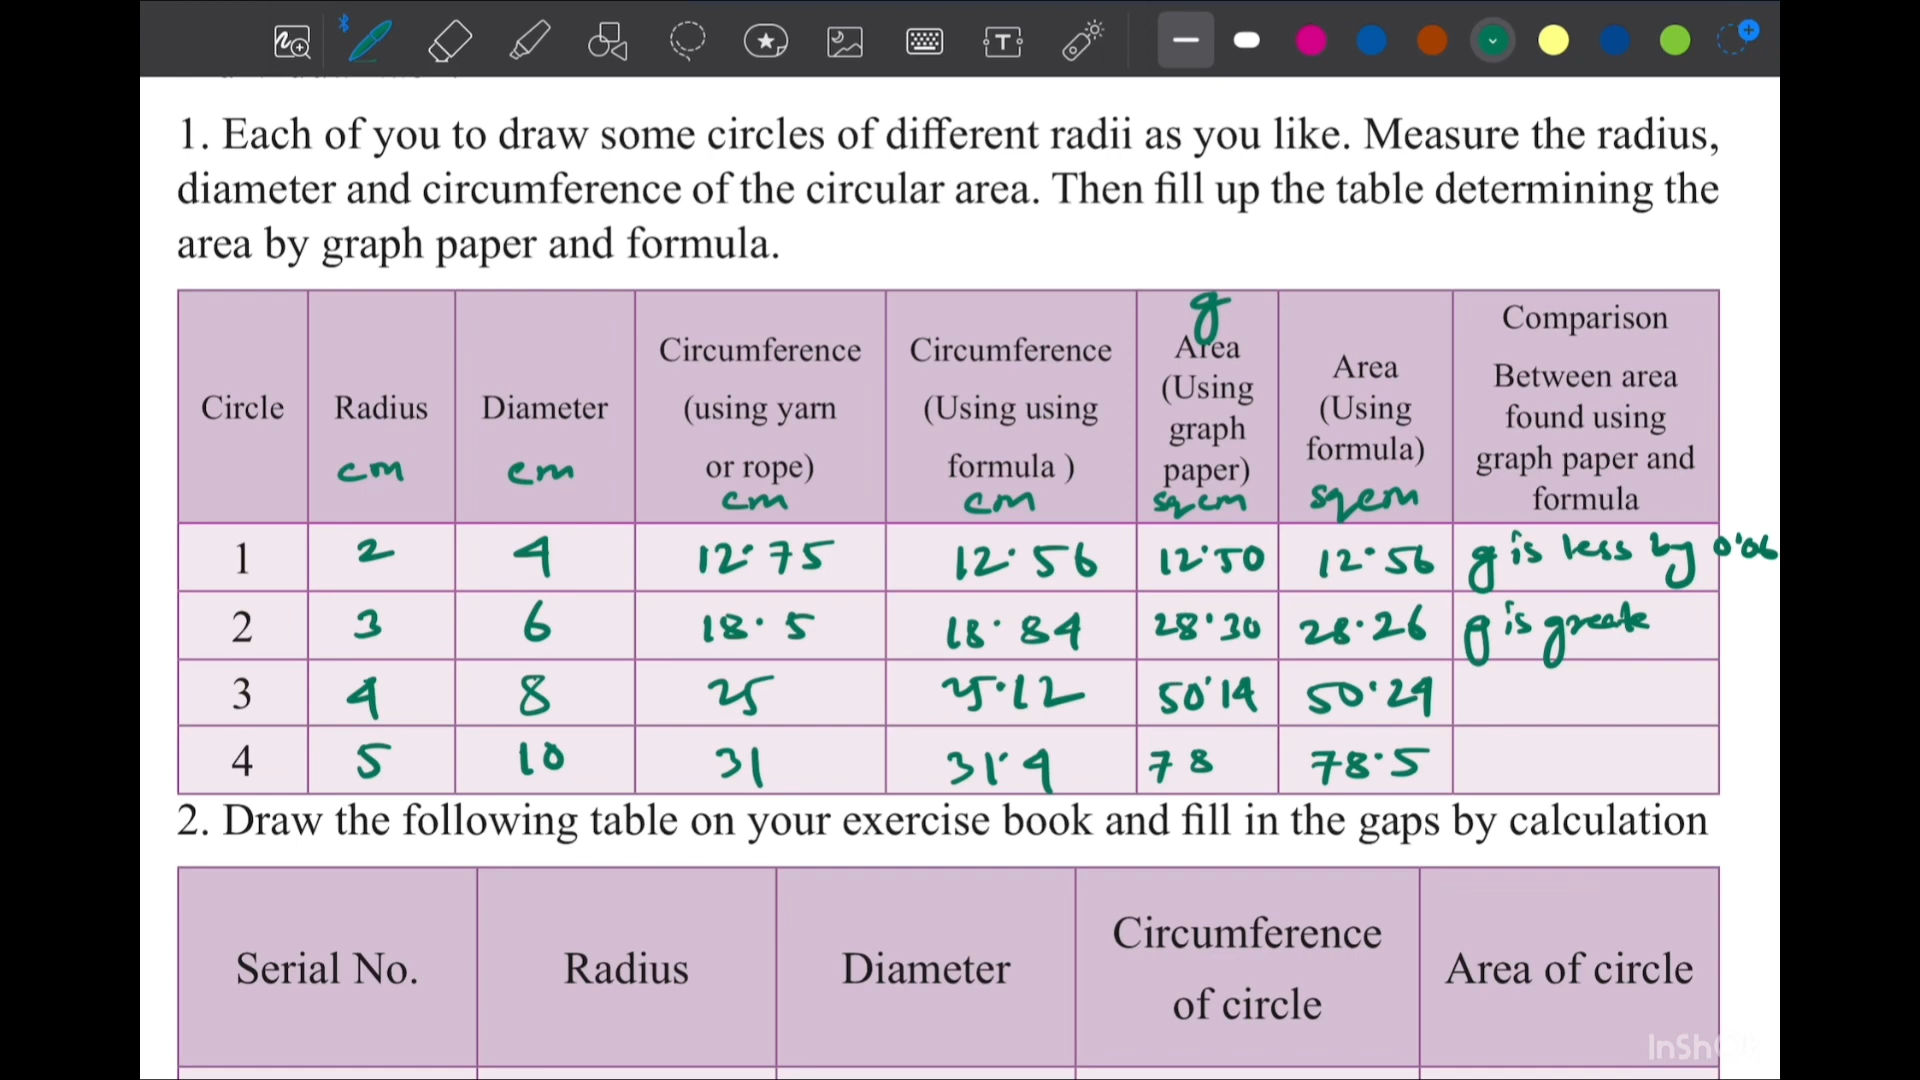 1. Each of you to draw some circles of different radii as you like. Measure the radius,
diameter and circumference of the circular area. Then fill up the table determining the
area by graph paper and formula.
Circle Radius cm Diameter cm Circumference (using yarn or rope) cm Circumference (Using using formula ) cm g Area (Using graph paper) sq cm Area (Using formula) sq cm Comparison Between area found using graph paper and formula
1 2 4 12.75 12.56 12.50 12.56 g is less by 0.06
2 3 6 18.5 18.84 28.30 28.26 g is greate
3 4 8 25 25.12 50.14 50.24
4 5 10 31 31.4 78 78.5
2. Draw the following table on your exercise book and fill in the gaps by calculation
Serial No. Radius Diameter Circumference of circle Area of circle